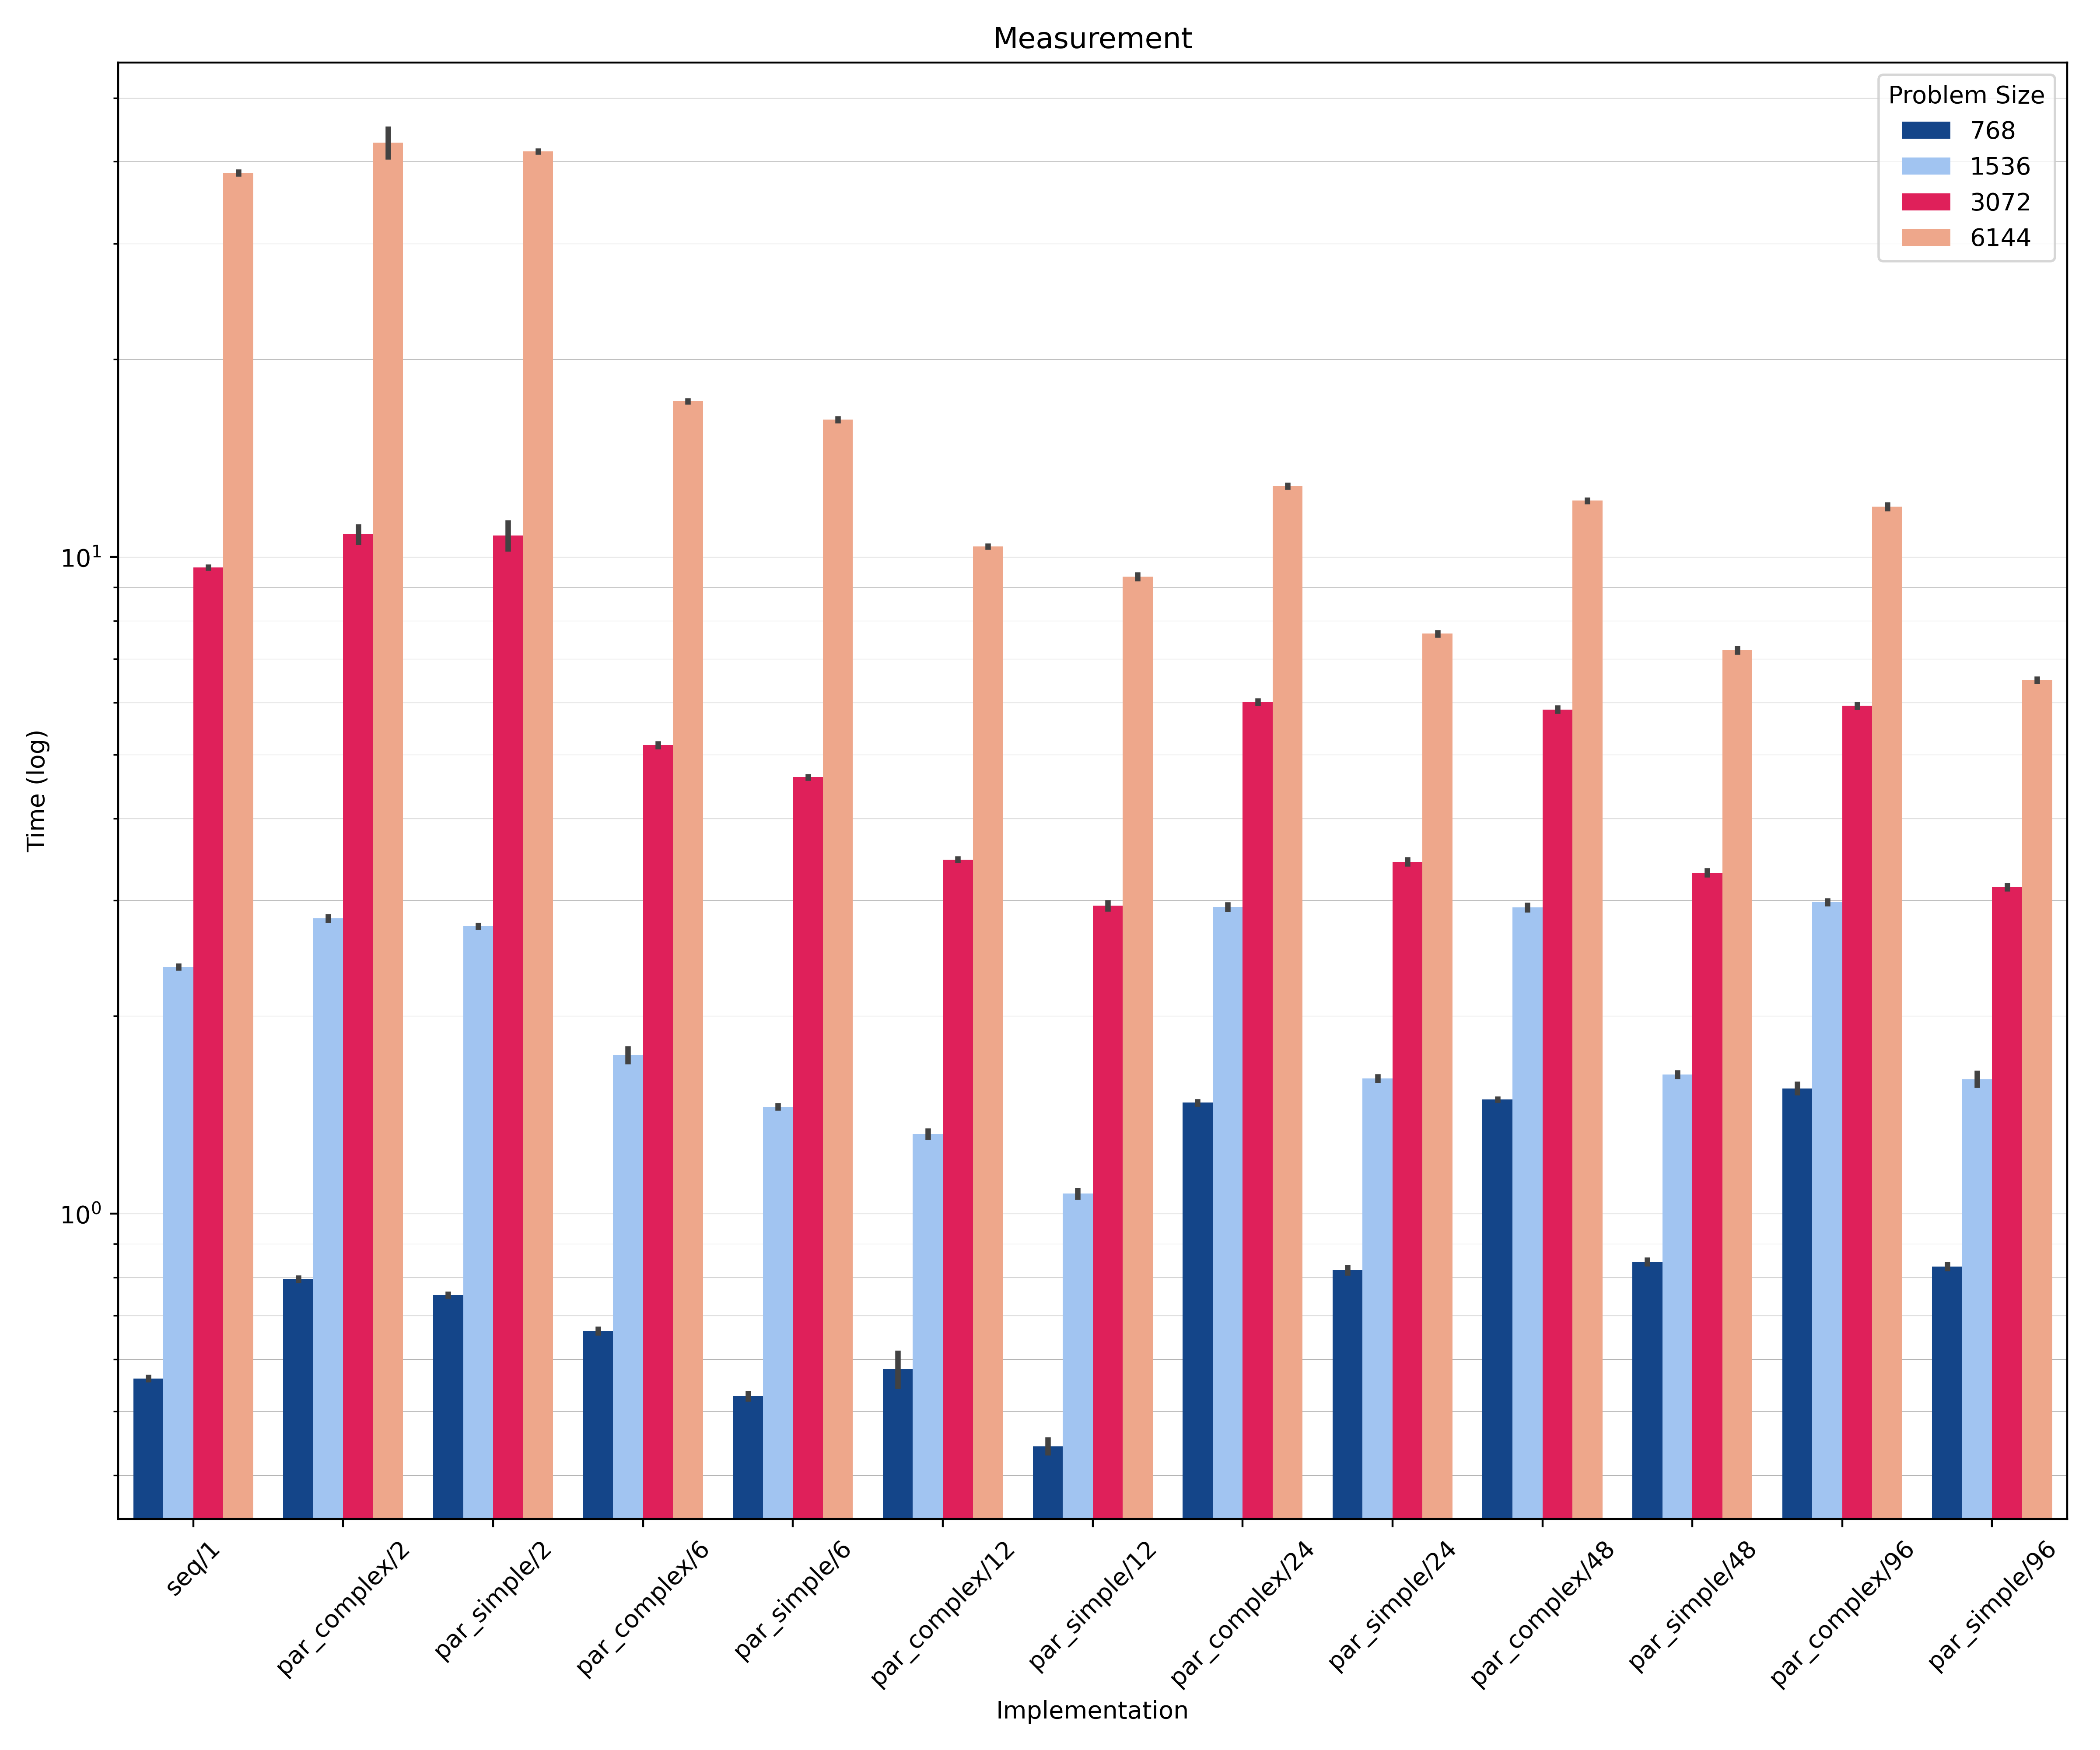 Measurement
Problem Size
768
1536
3072
6144
Time (log)
10¹
10⁰
seq/1
par_complex/2
par_simple/2
par_complex/6
par_simple/6
par_complex/12
par_simple/12
par_complex/24
par_simple/24
par_complex/48
par_simple/48
par_complex/96
par_simple/96
Implementation